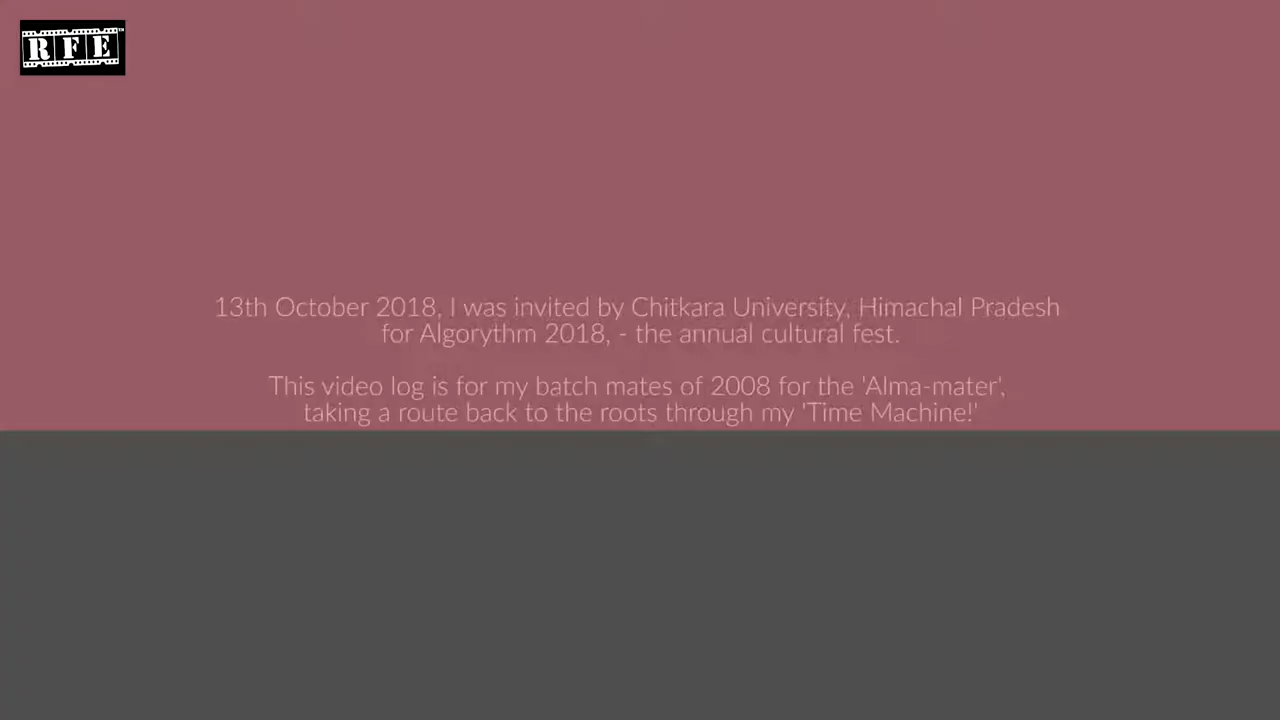 RFE
13th October 2018, I was invited by Chitkara University, Himachal Pradesh
for Algorythm 2018, - the annual cultural fest.
This video log is for my batch mates of 2008 for the 'Alma-mater',
taking a route back to the roots through my 'Time Machine!'